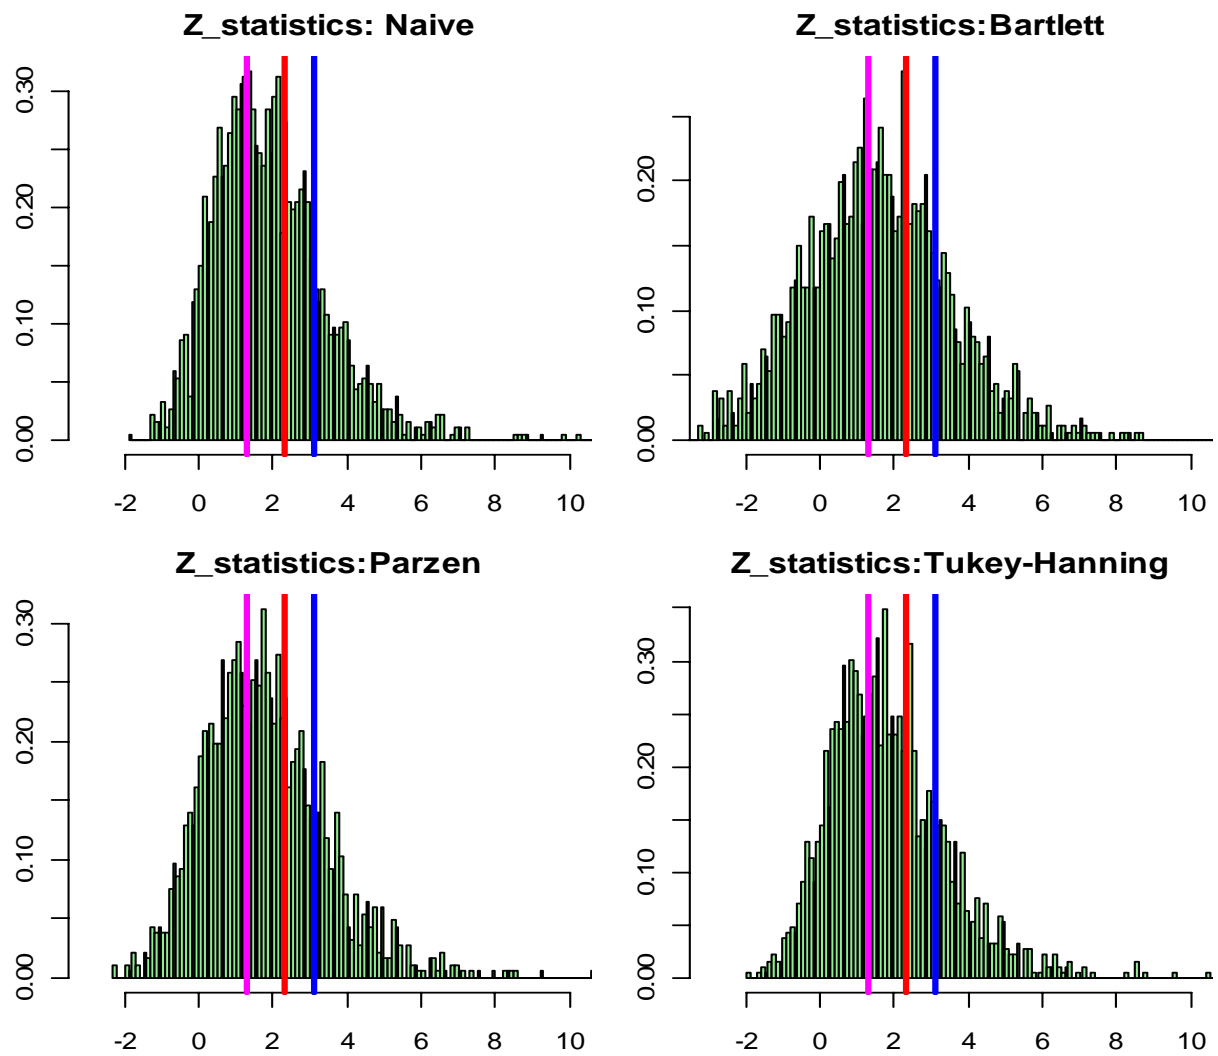 Z_statistics: Naive
0.00 0.10 0.20 0.30
-2 0 2 4 6 8 10
Z_statistics:Bartlett
0.00 0.10 0.20
-2 0 2 4 6 8 10
Z_statistics:Parzen
0.00 0.10 0.20 0.30
-2 0 2 4 6 8 10
Z_statistics:Tukey-Hanning
0.00 0.10 0.20 0.30
-2 0 2 4 6 8 10